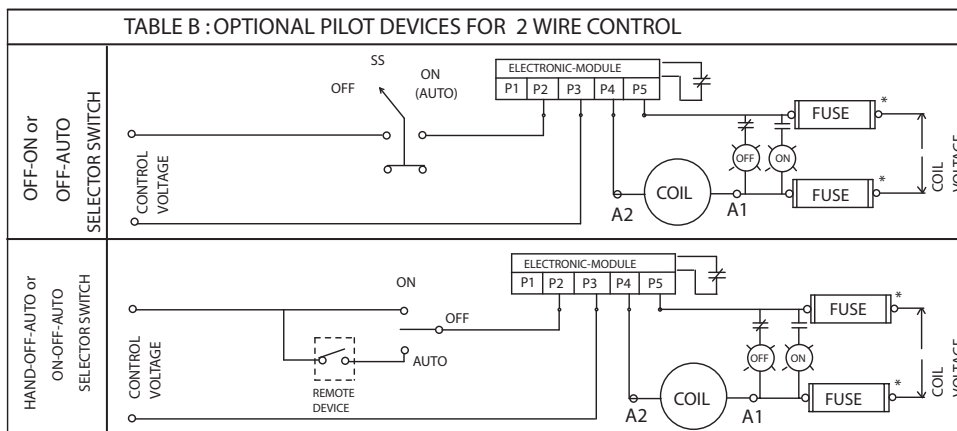 TABLE B : OPTIONAL PILOT DEVICES FOR 2 WIRE CONTROL
OFF-ON or
OFF-AUTO
SELECTOR SWITCH
CONTROL
VOLTAGE
SS
OFF
ON
(AUTO)
ELECTRONIC-MODULE
P1 P2 P3 P4 P5
OFF
ON
FUSE
*
FUSE
*
COIL
A2
A1
COIL
VOLTAGE
HAND-OFF-AUTO or
ON-OFF-AUTO
SELECTOR SWITCH
CONTROL
VOLTAGE
ON
OFF
AUTO
REMOTE
DEVICE
ELECTRONIC-MODULE
P1 P2 P3 P4 P5
OFF
ON
FUSE
*
FUSE
*
COIL
A2
A1
COIL
VOLTAGE